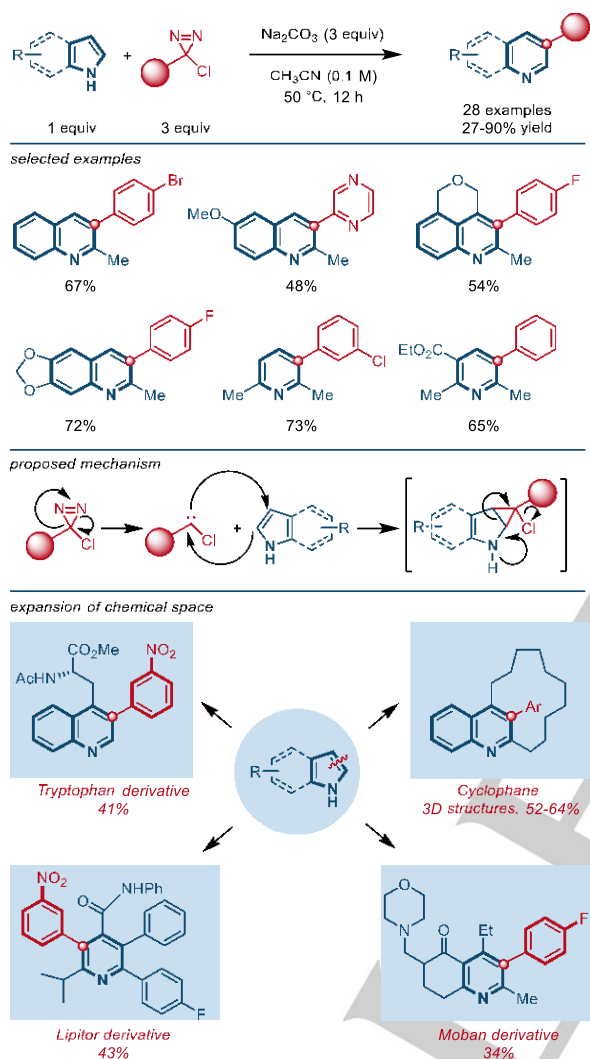 R
N
H
+
N
N
Cl
Na2CO3 (3 equiv)
CH3CN (0.1 M)
50 °C, 12 h
R
N
1 equiv
3 equiv
28 examples
27-90% yield
selected examples
Br
N
Me
67%
MeO
N
N
N
Me
48%
O
F
N
Me
54%
O
O
F
N
Me
72%
Cl
Me
N
Me
73%
EtO2C
Me
N
Me
65%
proposed mechanism
N
N
Cl
Cl
+
N
H
R
R
N
H
Cl
expansion of chemical space
CO2Me
AcHN
NO2
N
Tryptophan derivative
41%
Ar
N
Cyclophane
3D structures, 52-64%
R
N
H
NO2
O
NHPh
N
F
Lipitor derivative
43%
O
N
O
Et
F
N
Me
Moban derivative
34%